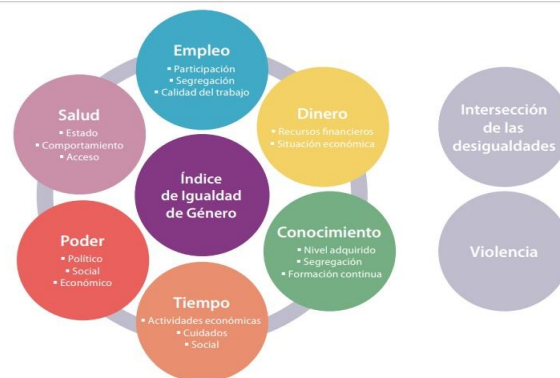 Empleo
▪ Participación
▪ Segregación
▪ Calidad del trabajo
Dinero
▪ Recursos financieros
▪ Situación económica
Conocimiento
▪ Nivel adquirido
▪ Segregación
▪ Formación continua
Tiempo
▪ Actividades económicas
▪ Cuidados
▪ Social
Poder
▪ Político
▪ Social
▪ Económico
Salud
▪ Estado
▪ Comportamiento
▪ Acceso
Índice
de Igualdad
de Género
Intersección
de las
desigualdades
Violencia